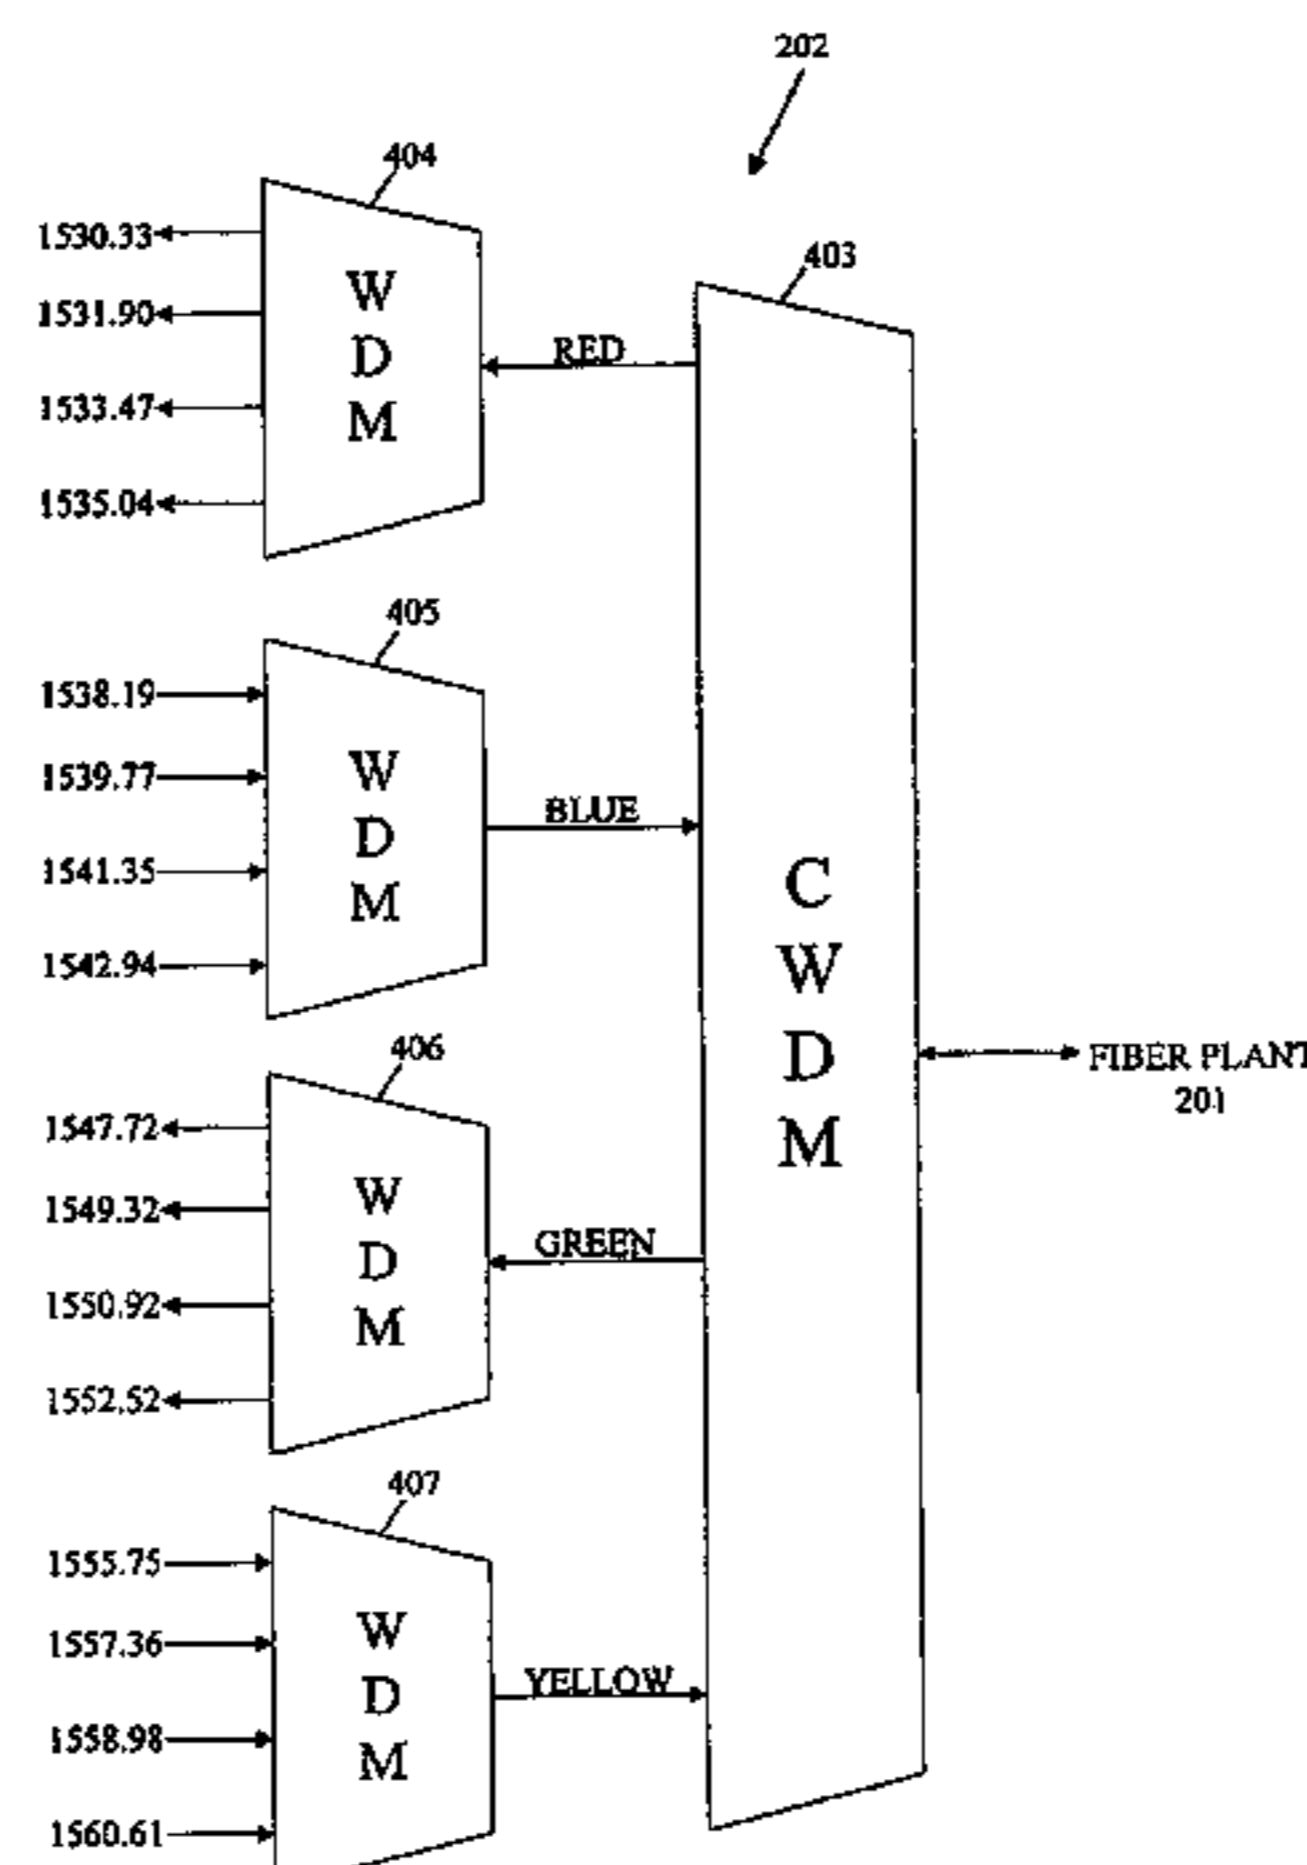 202
404
403
1530.33
1531.90
1533.47
1535.04
W
D
M
RED
405
1538.19
1539.77
1541.35
1542.94
W
D
M
BLUE
C
W
D
M
FIBER PLANT
201
406
1547.72
1549.32
1550.92
1552.52
W
D
M
GREEN
407
1555.75
1557.36
1558.98
1560.61
W
D
M
YELLOW